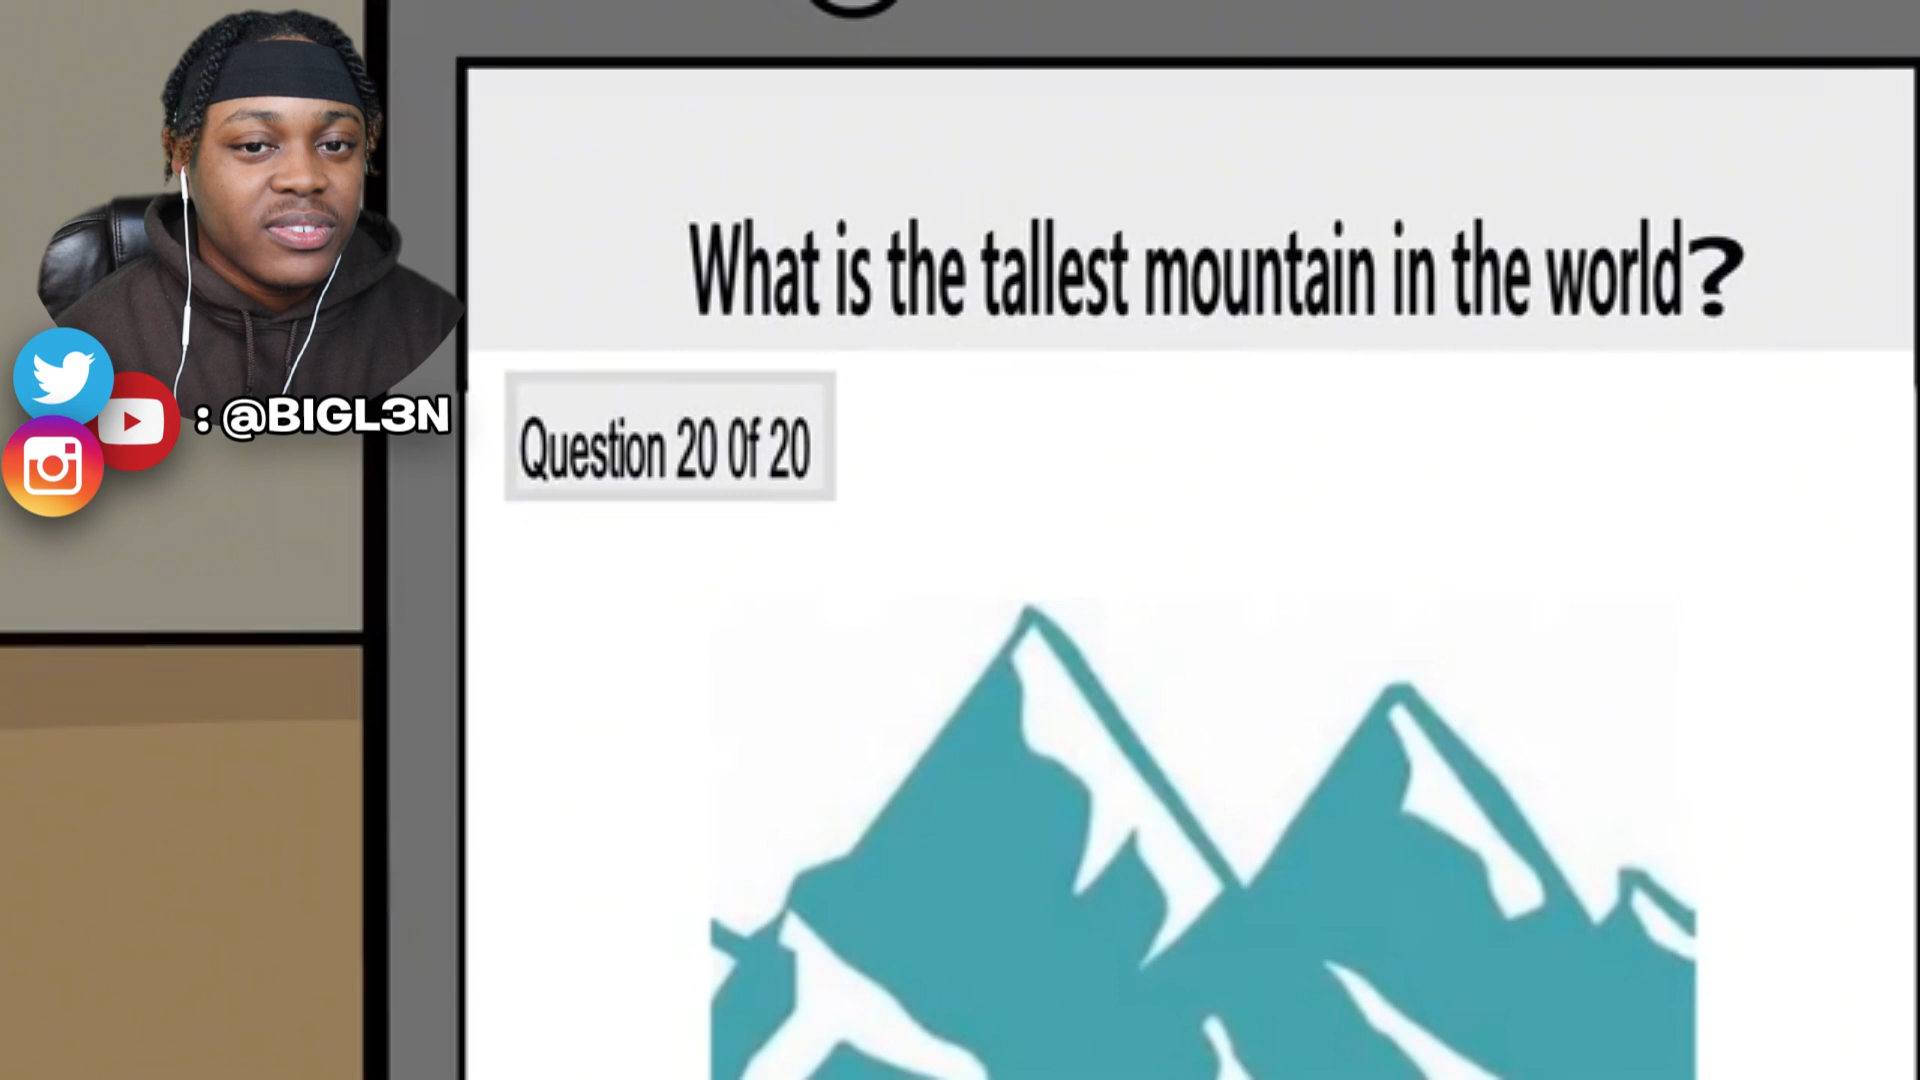 What is the tallest mountain in the world?
: @BIGL3N
Question 20 Of 20